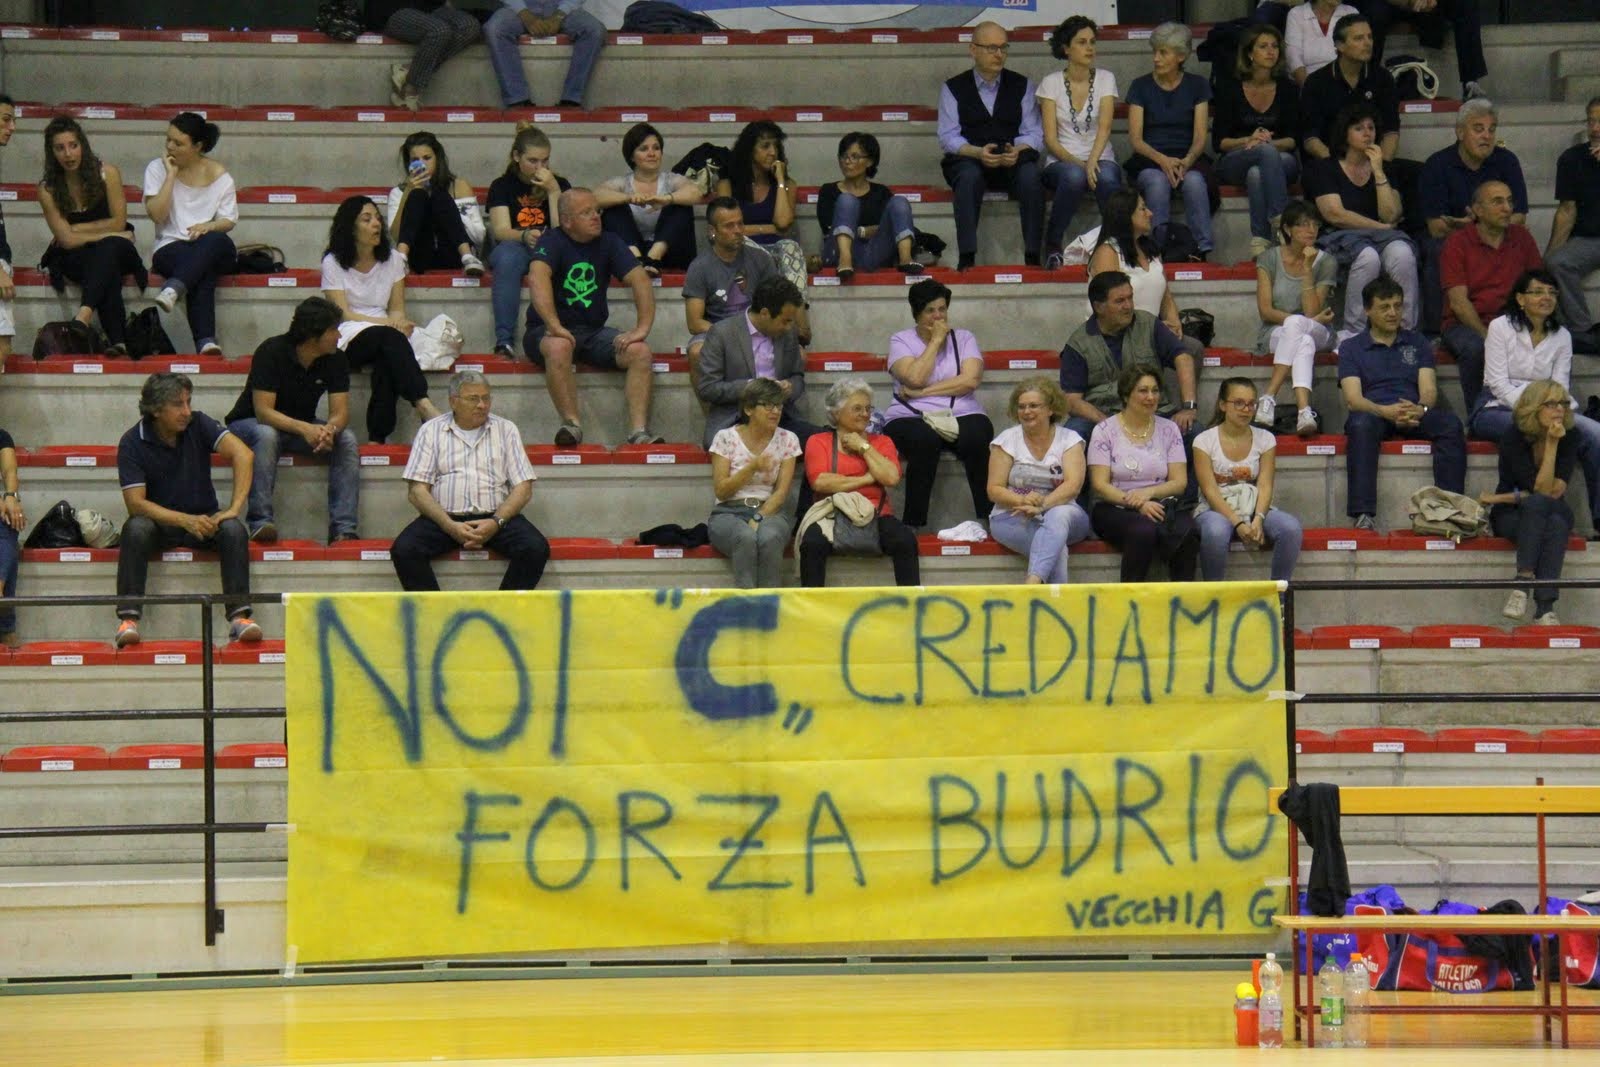 NOI "C„ CREDIAMO
FORZA BUDRIO
VECCHIA G
ATLETICO